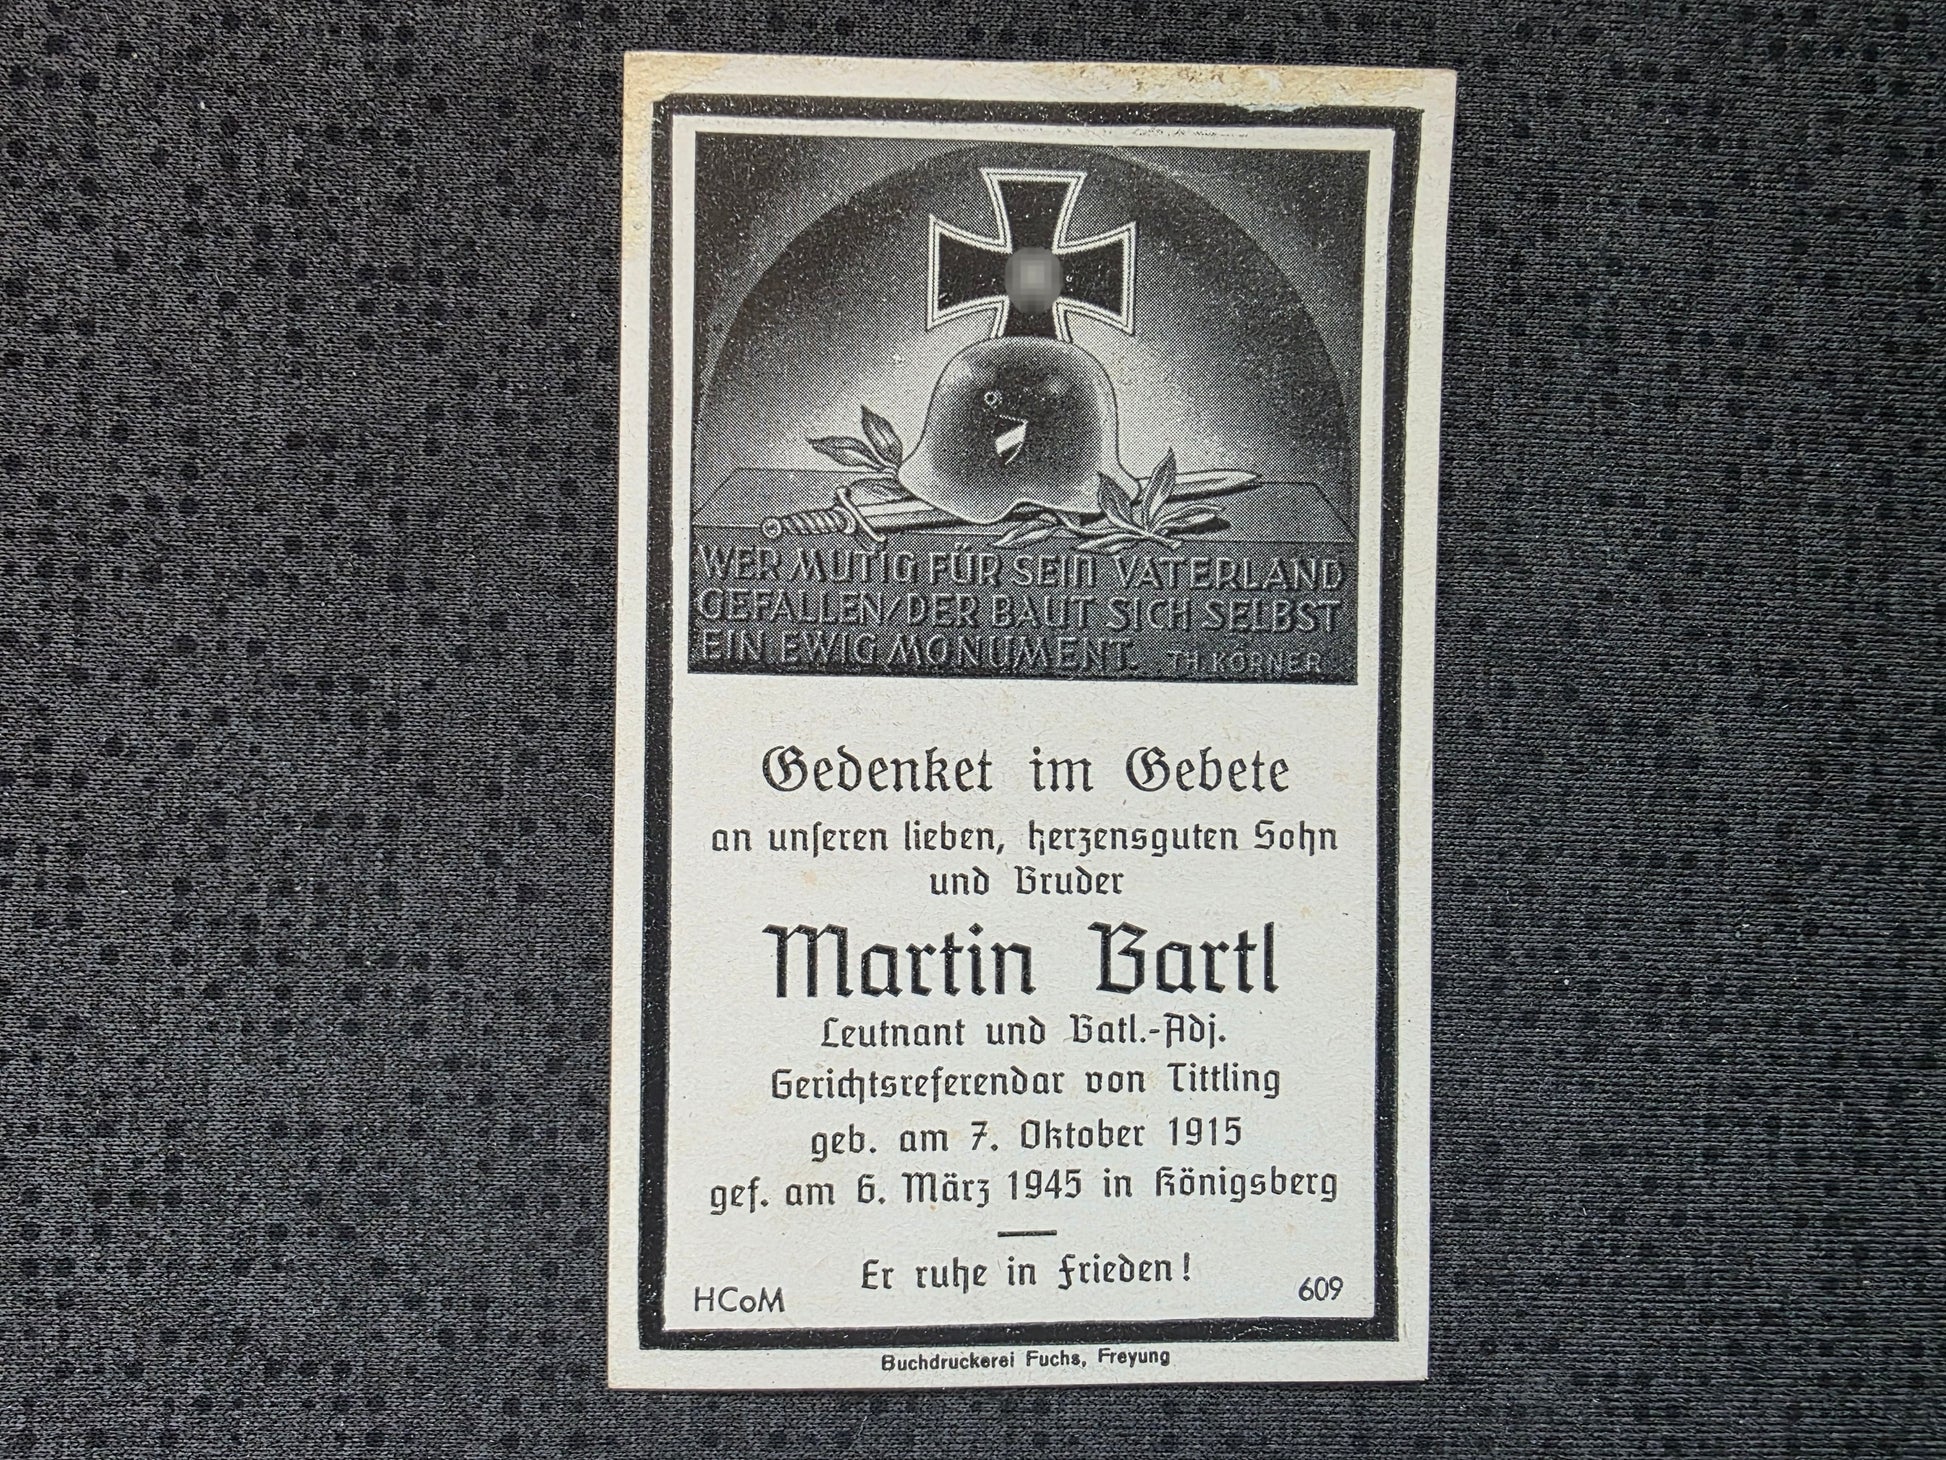 WER MUTIG FÜR SEIN VATERLAND
GEFALLEN/DER BAUT SICH SELBST
EIN EWIG MONUMENT. TH. KÖRNER
Gedenket im Gebete
an unſeren lieben, herzensguten Sohn
und Bruder
Martin Bartl
Leutnant und Batl.-Adj.
Gerichtsreferendar von Tittling
geb. am 7. Oktober 1915
gef. am 6. März 1945 in Königsberg
Er ruhe in Frieden!
HCoM 609
Buchdruckerei Fuchs, Freyung